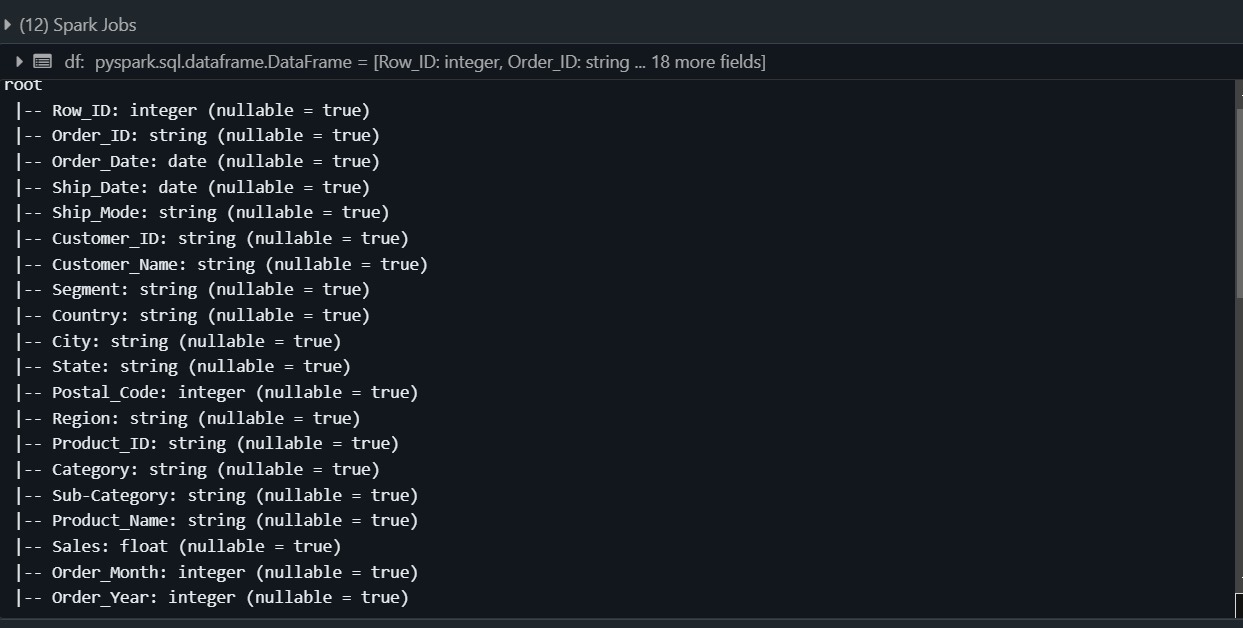 (12) Spark Jobs
df: pyspark.sql.dataframe.DataFrame = [Row_ID: integer, Order_ID: string ... 18 more fields]
root
|-- Row_ID: integer (nullable = true)
|-- Order_ID: string (nullable = true)
|-- Order_Date: date (nullable = true)
|-- Ship_Date: date (nullable = true)
|-- Ship_Mode: string (nullable = true)
|-- Customer_ID: string (nullable = true)
|-- Customer_Name: string (nullable = true)
|-- Segment: string (nullable = true)
|-- Country: string (nullable = true)
|-- City: string (nullable = true)
|-- State: string (nullable = true)
|-- Postal_Code: integer (nullable = true)
|-- Region: string (nullable = true)
|-- Product_ID: string (nullable = true)
|-- Category: string (nullable = true)
|-- Sub-Category: string (nullable = true)
|-- Product_Name: string (nullable = true)
|-- Sales: float (nullable = true)
|-- Order_Month: integer (nullable = true)
|-- Order_Year: integer (nullable = true)